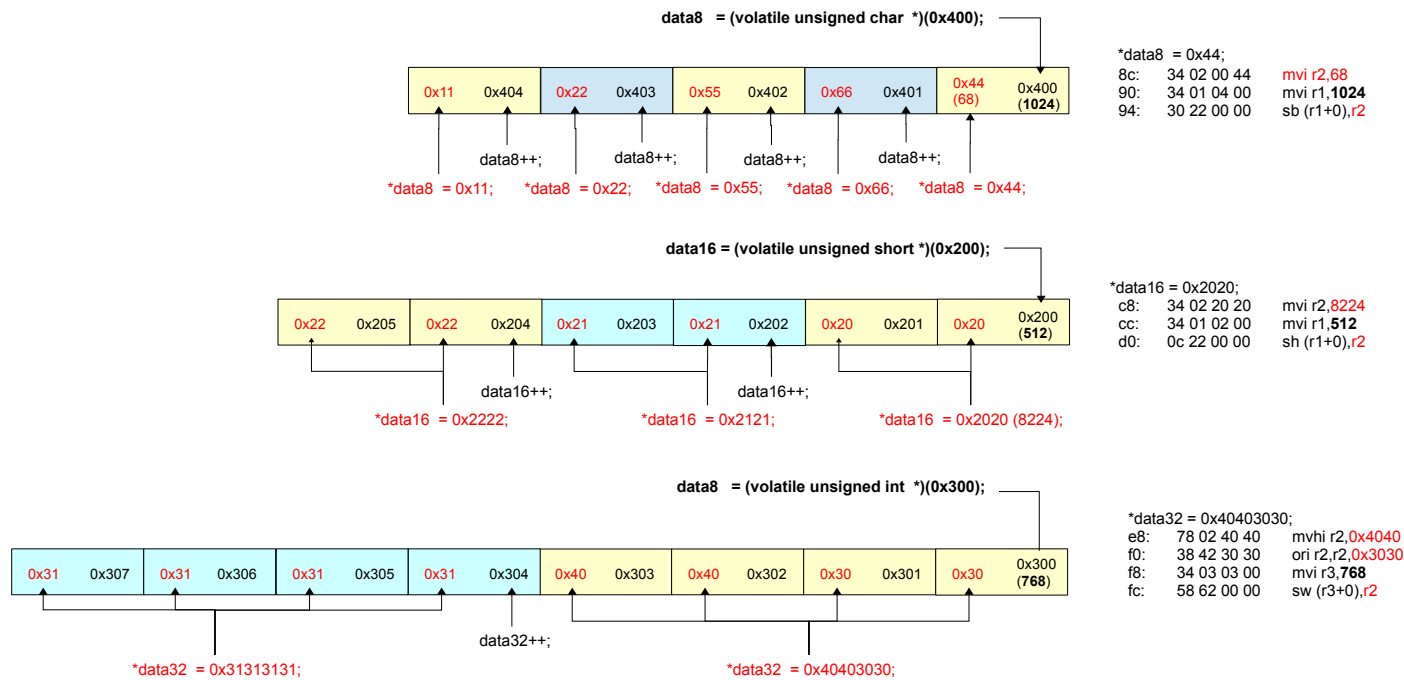 data8 = (volatile unsigned char *)(0x400);
0x11 0x404 0x22 0x403 0x55 0x402 0x66 0x401 0x44 (68) 0x400 (1024)
data8++; data8++; data8++; data8++;
*data8 = 0x11; *data8 = 0x22; *data8 = 0x55; *data8 = 0x66; *data8 = 0x44;
*data8 = 0x44;
8c: 34 02 00 44 mvi r2,68
90: 34 01 04 00 mvi r1,1024
94: 30 22 00 00 sb (r1+0),r2
data16 = (volatile unsigned short *)(0x200);
0x22 0x205 0x22 0x204 0x21 0x203 0x21 0x202 0x20 0x201 0x20 0x200 (512)
data16++; data16++;
*data16 = 0x2222; *data16 = 0x2121; *data16 = 0x2020 (8224);
*data16 = 0x2020;
c8: 34 02 20 20 mvi r2,8224
cc: 34 01 02 00 mvi r1,512
d0: 0c 22 00 00 sh (r1+0),r2
data8 = (volatile unsigned int *)(0x300);
0x31 0x307 0x31 0x306 0x31 0x305 0x31 0x304 0x40 0x303 0x40 0x302 0x30 0x301 0x30 0x300 (768)
data32++;
*data32 = 0x31313131; *data32 = 0x40403030;
*data32 = 0x40403030;
e8: 78 02 40 40 mvhi r2,0x4040
f0: 38 42 30 30 ori r2,r2,0x3030
f8: 34 03 03 00 mvi r3,768
fc: 58 62 00 00 sw (r3+0),r2